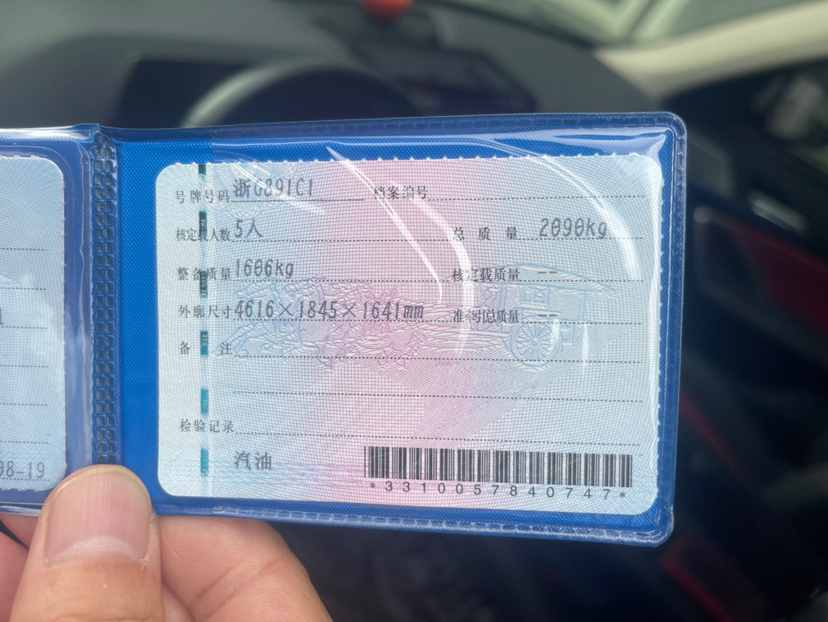 号牌号码 浙G891C1 档案编号
核定载人数 5人 总质量 2090kg
整备质量 1606kg 核定载质量 --
外廓尺寸 4616×1845×1641mm 准牵引总质量 --
备注
检验记录
汽油
*3310057840747*
08-19